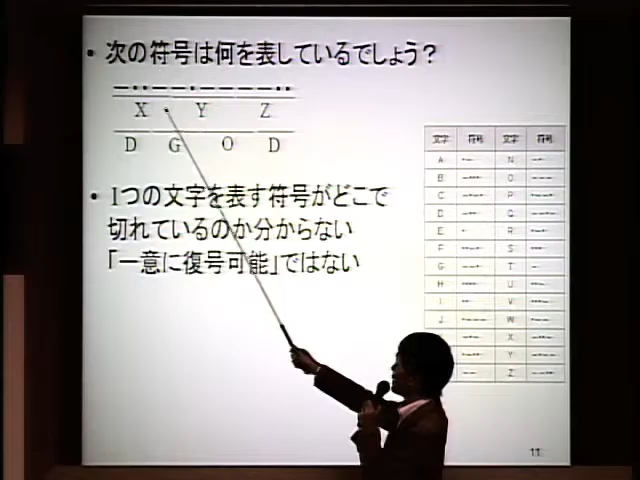 • 次の符号は何を表しているでしょう？
－・・－－・－－－－・・
X Y Z
D G O D
• 1つの文字を表す符号がどこで
切れているのか分からない
「一意に復号可能」ではない
文字 符号 文字 符号
A N
B O
C P
D Q
E R
F S
G T
H U
I V
J W
X
Y
Z
11